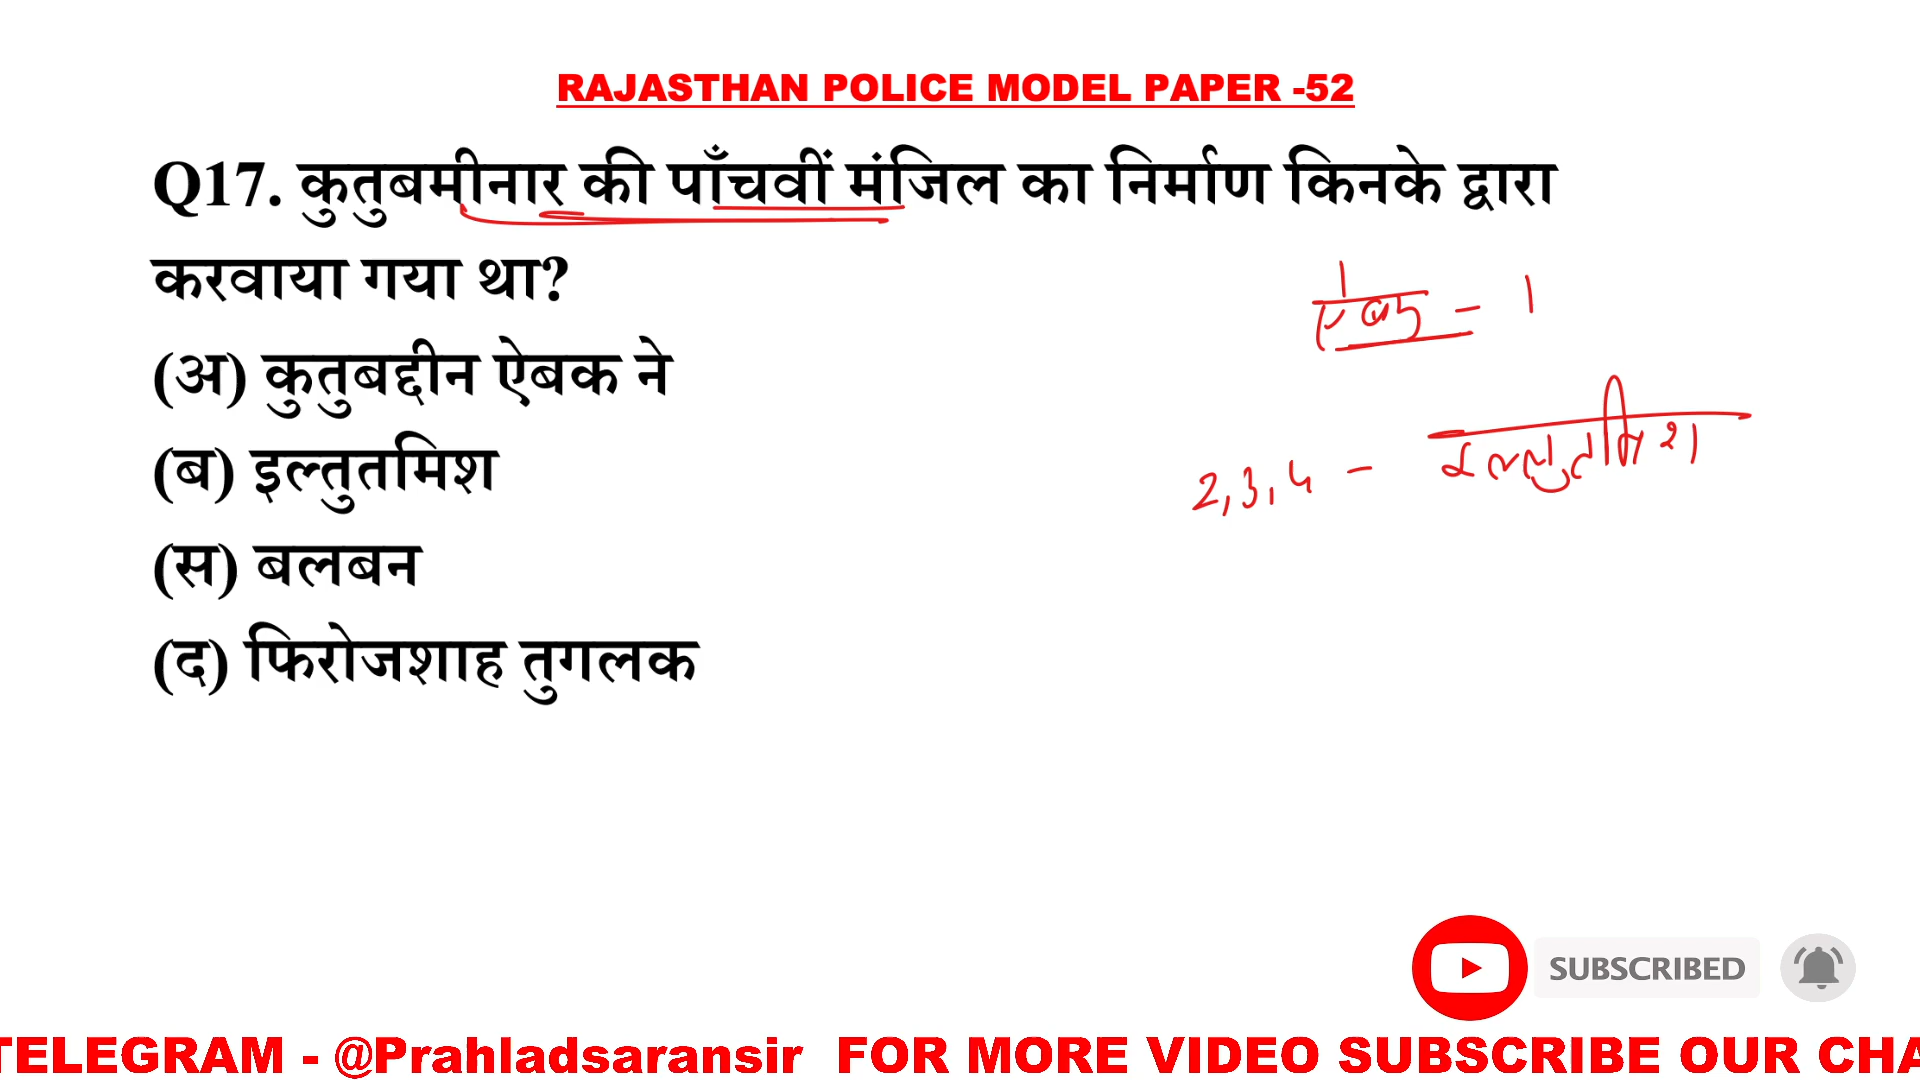 RAJASTHAN POLICE MODEL PAPER -52
Q17. कुतुबमीनार की पाँचवीं मंजिल का निर्माण किनके द्वारा
करवाया गया था?
ऐबक - 1
(अ) कुतुबद्दीन ऐबक ने
(ब) इल्तुतमिश
2,3,4 - इल्तुतमिश
(स) बलबन
(द) फिरोजशाह तुगलक
SUBSCRIBED
TELEGRAM - @Prahladsaransir FOR MORE VIDEO SUBSCRIBE OUR CHA